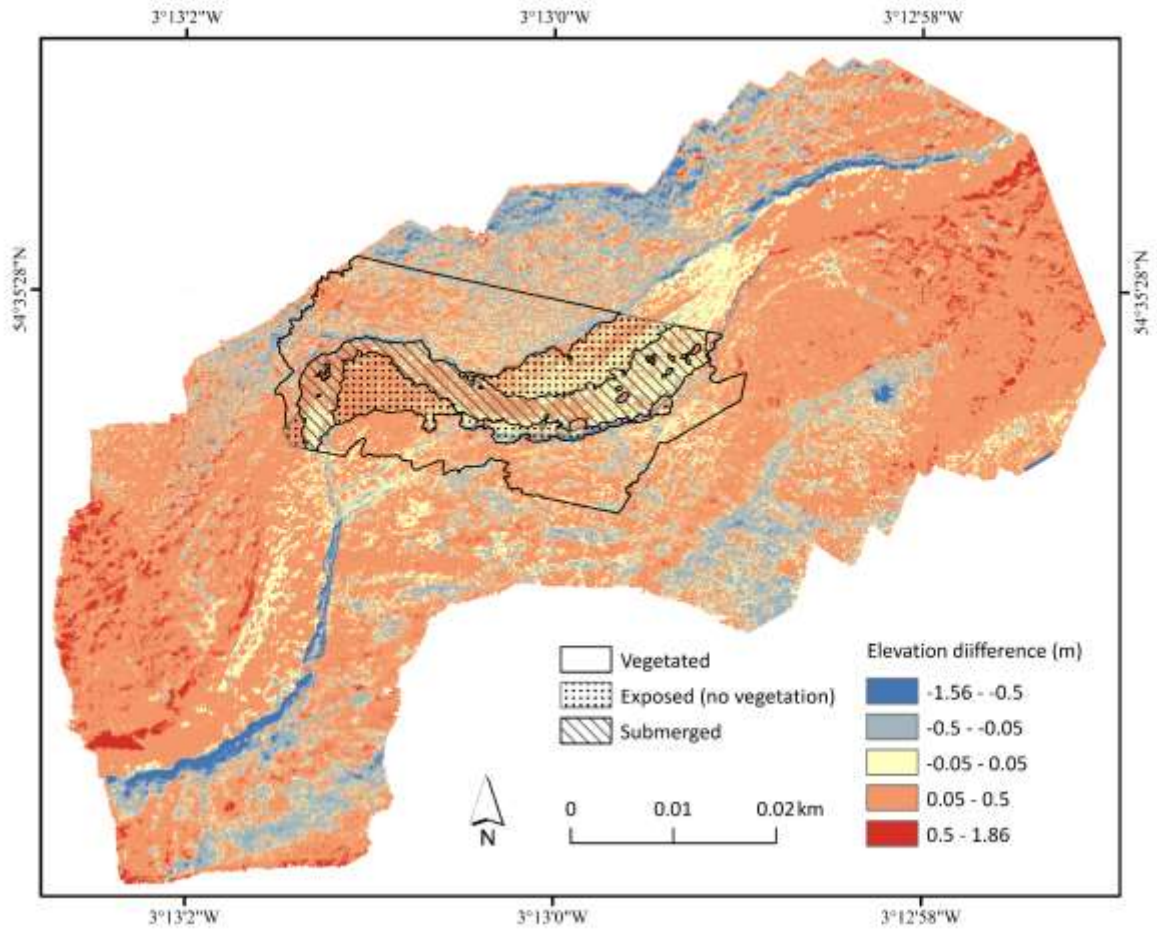 3°13'2"W 3°13'0"W 3°12'58"W
54°35'28"N
54°35'28"N
Vegetated
Exposed (no vegetation)
Submerged
Elevation diifference (m)
-1.56 - -0.5
-0.5 - -0.05
-0.05 - 0.05
0.05 - 0.5
0.5 - 1.86
N
0 0.01 0.02 km
3°13'2"W 3°13'0"W 3°12'58"W